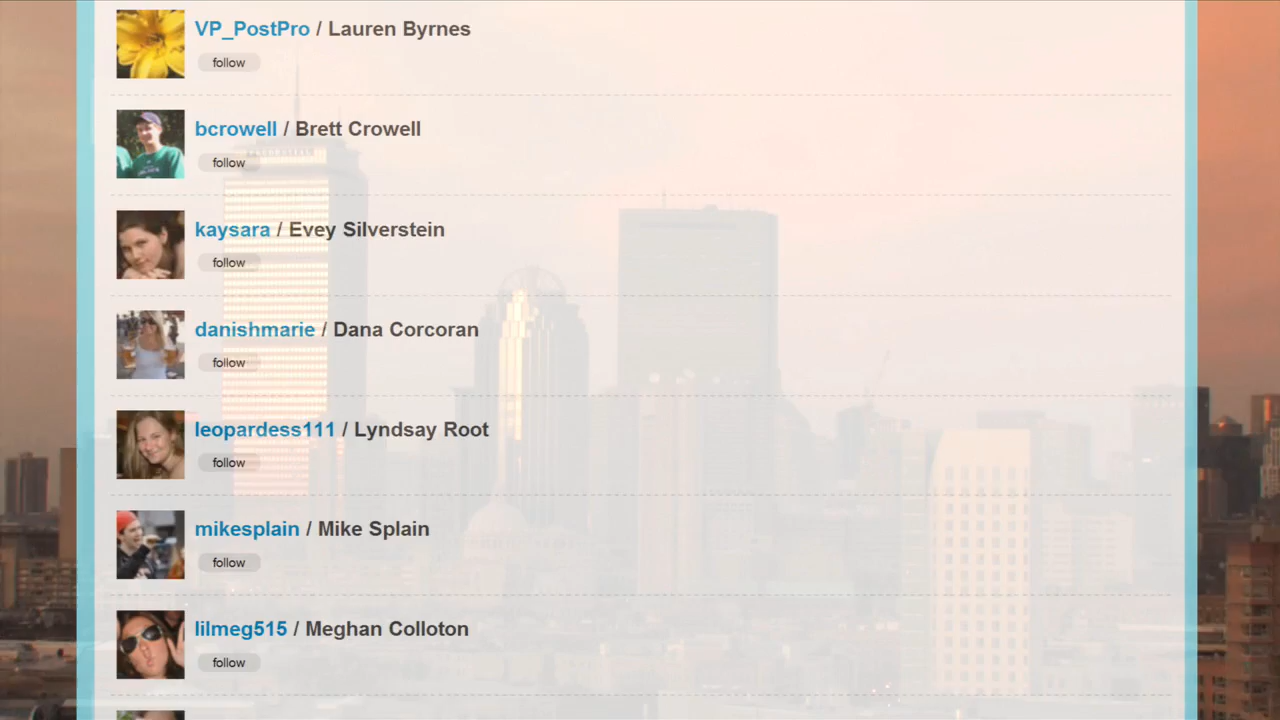 VP_PostPro / Lauren Byrnes
follow
bcrowell / Brett Crowell
follow
PRUDENTIAL
kaysara / Evey Silverstein
follow
danishmarie / Dana Corcoran
follow
leopardess111 / Lyndsay Root
follow
mikesplain / Mike Splain
follow
lilmeg515 / Meghan Colloton
follow